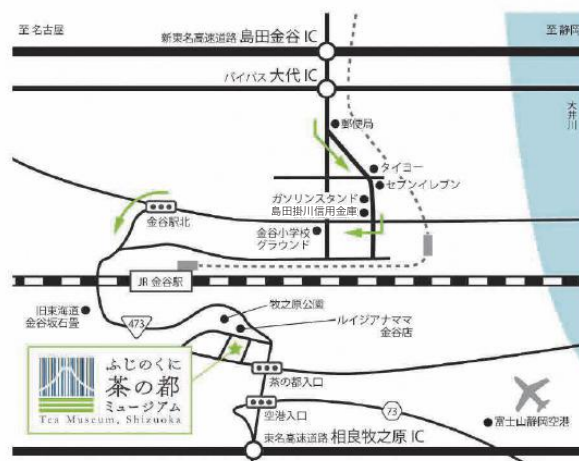 至名古屋
新東名高速道路 島田金谷 IC
至静岡
バイパス 大代 IC
大井川
郵便局
タイヨー
セブンイレブン
ガソリンスタンド
島田掛川信用金庫
金谷駅北
金谷小学校
グラウンド
JR 金谷駅
旧東海道
金谷坂石畳
473
牧之原公園
ルイジアナママ
金谷店
ふじのくに
茶の都
ミュージアム
Tea Museum, Shizuoka
茶の都入口
空港入口
73
富士山静岡空港
東名高速道路 相良牧之原 IC